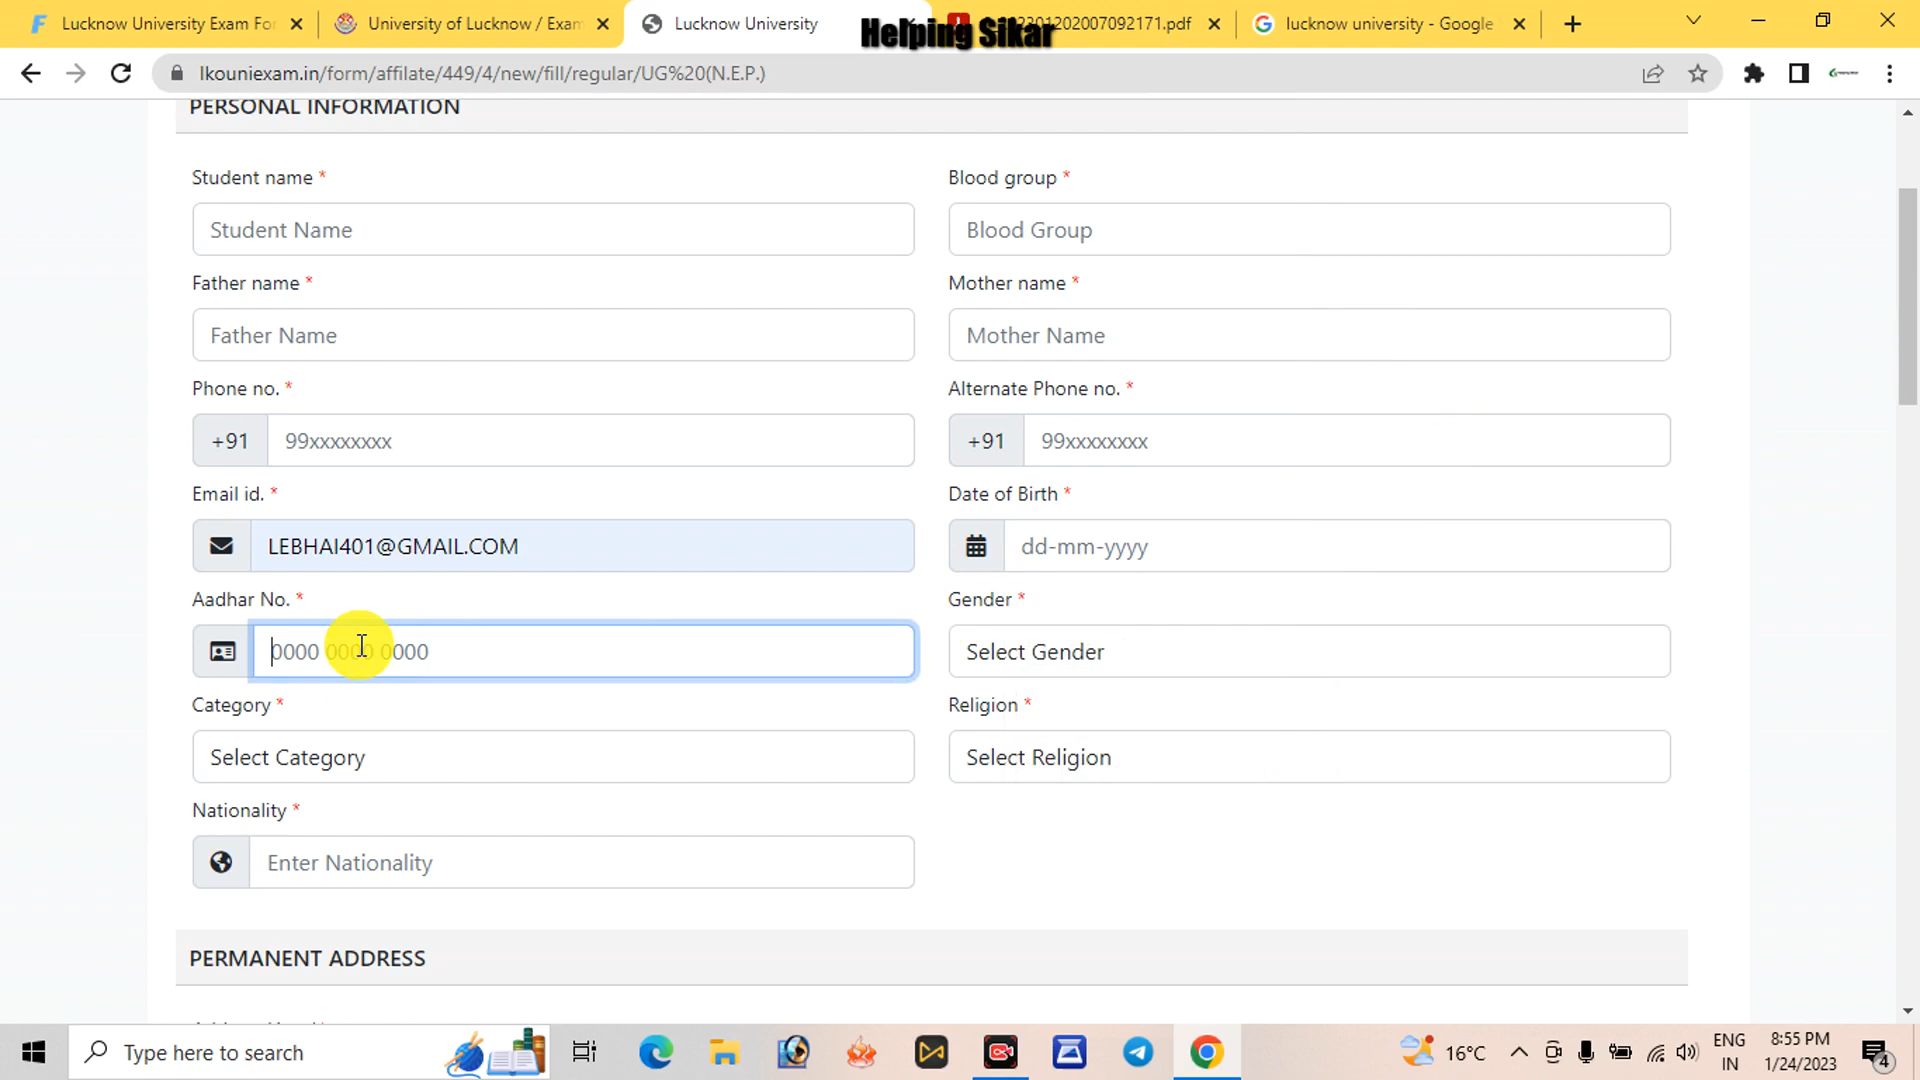 Lucknow University Exam For
University of Lucknow / Exam
Lucknow University
2301202007092171.pdf
lucknow university - Google
Helping Sikar
lkouniexam.in/form/affilate/449/4/new/fill/regular/UG%20(N.E.P.)
PERSONAL INFORMATION
Student name *
Blood group *
Student Name
Blood Group
Father name *
Mother name *
Father Name
Mother Name
Phone no. *
Alternate Phone no. *
+91 99xxxxxxxx
+91 99xxxxxxxx
Email id. *
Date of Birth *
LEBHAI401@GMAIL.COM
dd-mm-yyyy
Aadhar No. *
Gender *
0000 0000 0000
Select Gender
Category *
Religion *
Select Category
Select Religion
Nationality *
Enter Nationality
PERMANENT ADDRESS
Type here to search
16°C
ENG
IN
8:55 PM
1/24/2023
4